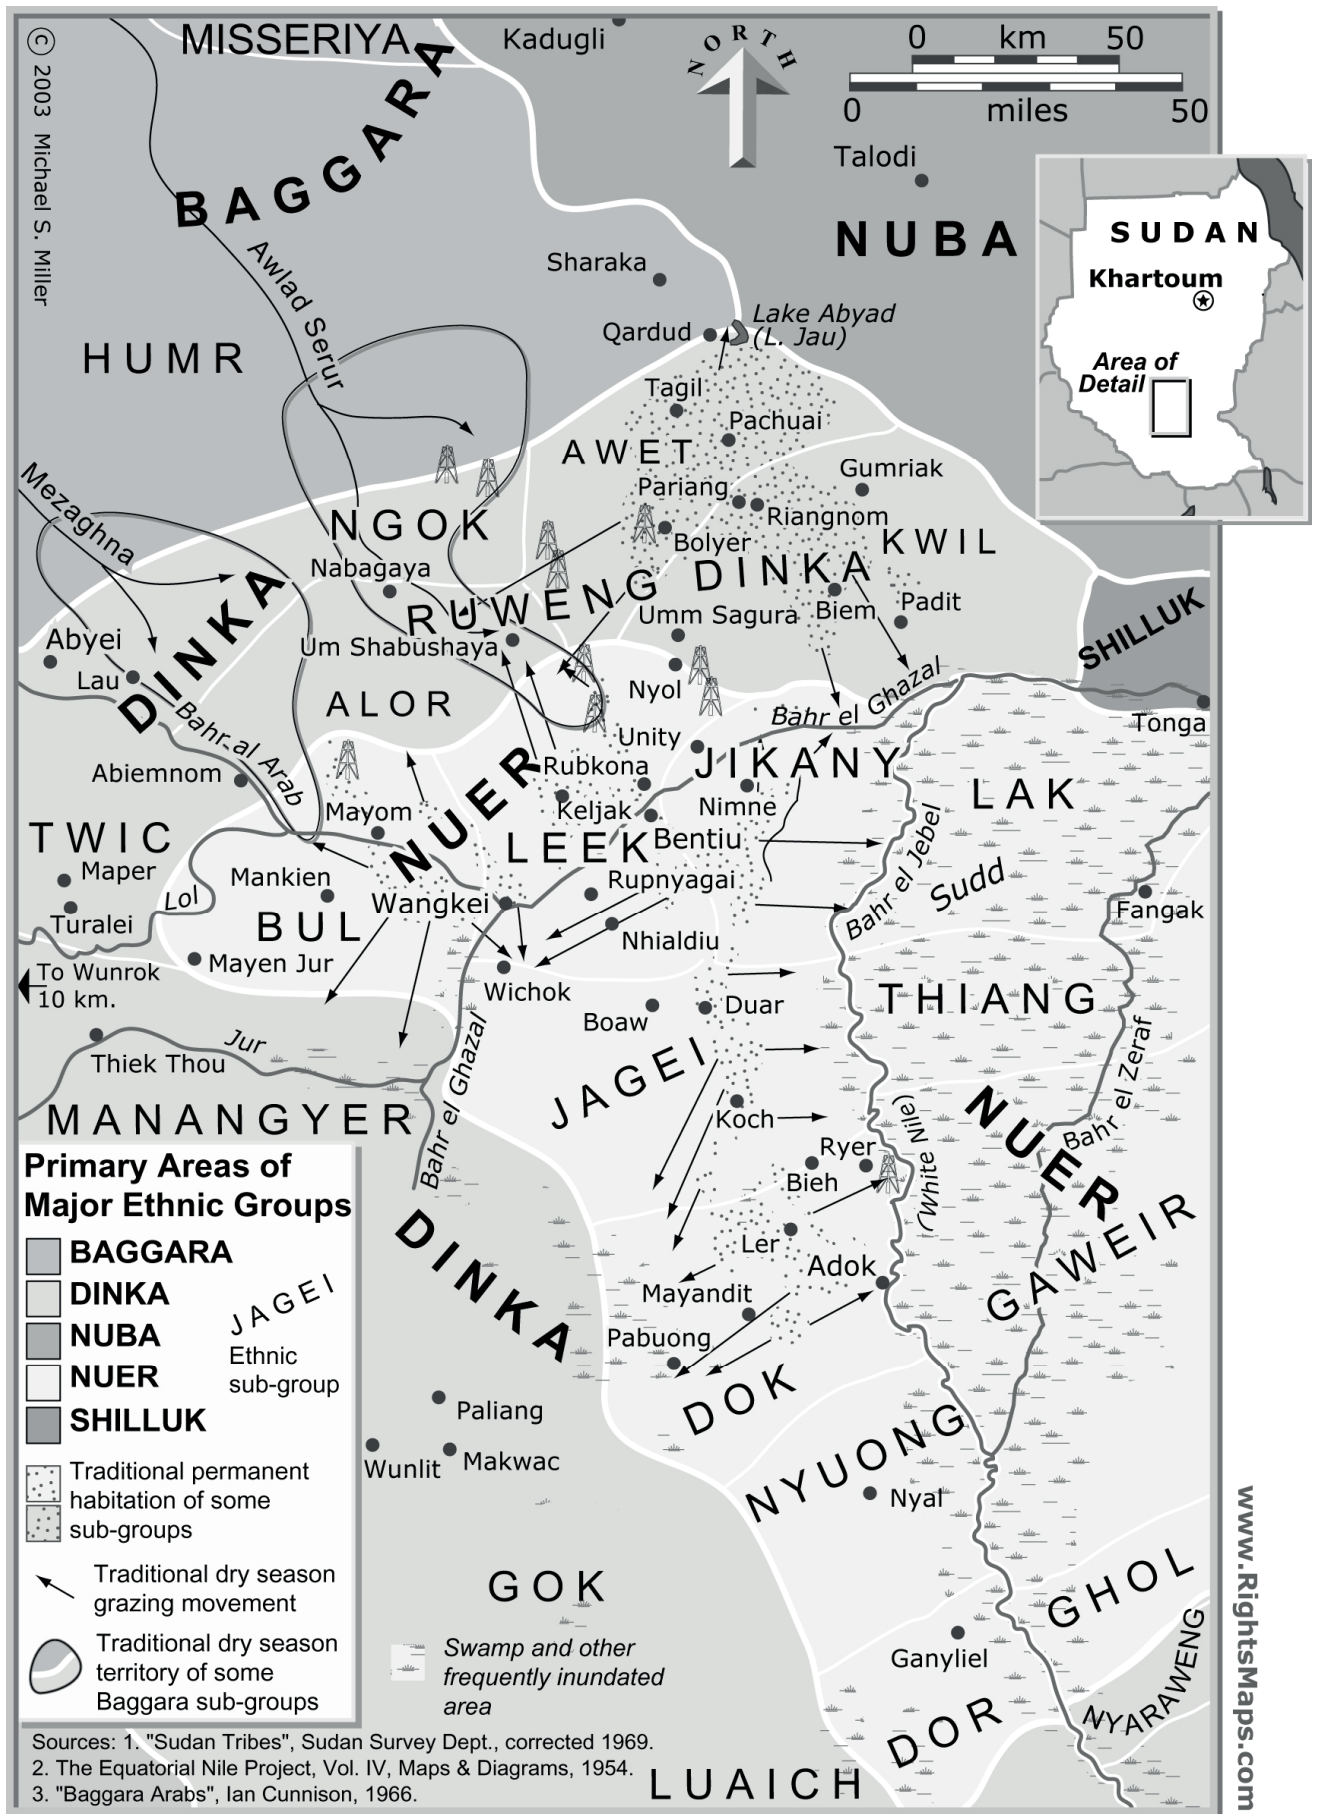 © 2003 Michael S. Miller
MISSERIYA
BAGGARA
Kadugli
NORTH
0 km 50
0 miles 50
Talodi
NUBA
SUDAN
Khartoum
Area of
Detail
Awlad Serur
Sharaka
Qardud
Lake Abyad
(L. Jau)
HUMR
Tagil
Pachuai
AWET
Gumriak
Mezaghna
Pariang
Riangnom
NGOK
Bolyer
KWIL
Nabagaya
RUWENG DINKA
Umm Sagura
Biem
Padit
SHILLUK
Abyei
Lau
DINKA
Um Shabushaya
Nyol
ALOR
Bahr el Ghazal
Tonga
Bahr al Arab
Unity
JIKANY
Abiemnom
NUER
Rubkona
LAK
Mayom
Keljak
Nimne
TWIC
LEEK
Bentiu
Bahr el Jebel
Maper
Mankien
Rupnyagai
Sudd
Lol
Wangkei
Fangak
Turalei
BUL
Nhialdiu
Mayen Jur
To Wunrok
10 km.
Wichok
THIANG
Boaw
Duar
Jur
Thiek Thou
Bahr el Ghazal
JAGEI
Bahr el Zeraf
MANANGYER
Koch
(White Nile)
NUER
Ryer
Bieh
DINKA
Ler
Adok
GAWEIR
Mayandit
Pabuong
DOK
Paliang
Wunlit
Makwac
NYUONG
Nyal
GOK
GHOL
Ganyliel
NYARAWENG
DOR
LUAICH
Primary Areas of
Major Ethnic Groups
BAGGARA
DINKA
NUBA
NUER
SHILLUK
JAGEI
Ethnic
sub-group
Traditional permanent
habitation of some
sub-groups
Traditional dry season
grazing movement
Traditional dry season
territory of some
Baggara sub-groups
Swamp and other
frequently inundated
area
Sources: 1. "Sudan Tribes", Sudan Survey Dept., corrected 1969.
2. The Equatorial Nile Project, Vol. IV, Maps & Diagrams, 1954.
3. "Baggara Arabs", Ian Cunnison, 1966.
www.RightsMaps.com